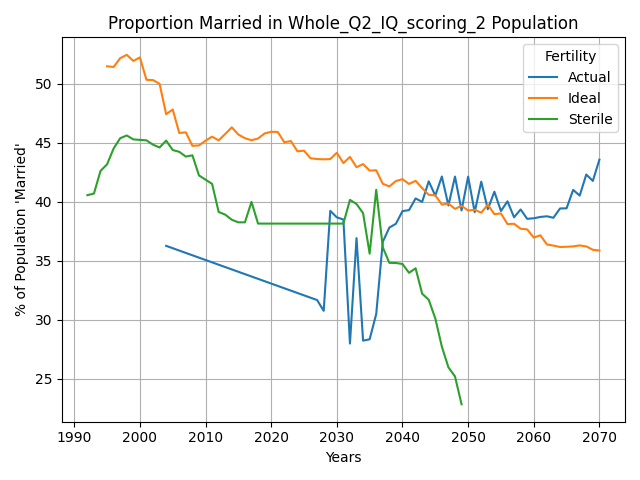 Proportion Married in Whole_Q2_IQ_scoring_2 Population
Fertility
Actual
Ideal
Sterile
% of Population 'Married'
50
45
40
35
30
25
1990 2000 2010 2020 2030 2040 2050 2060 2070
Years